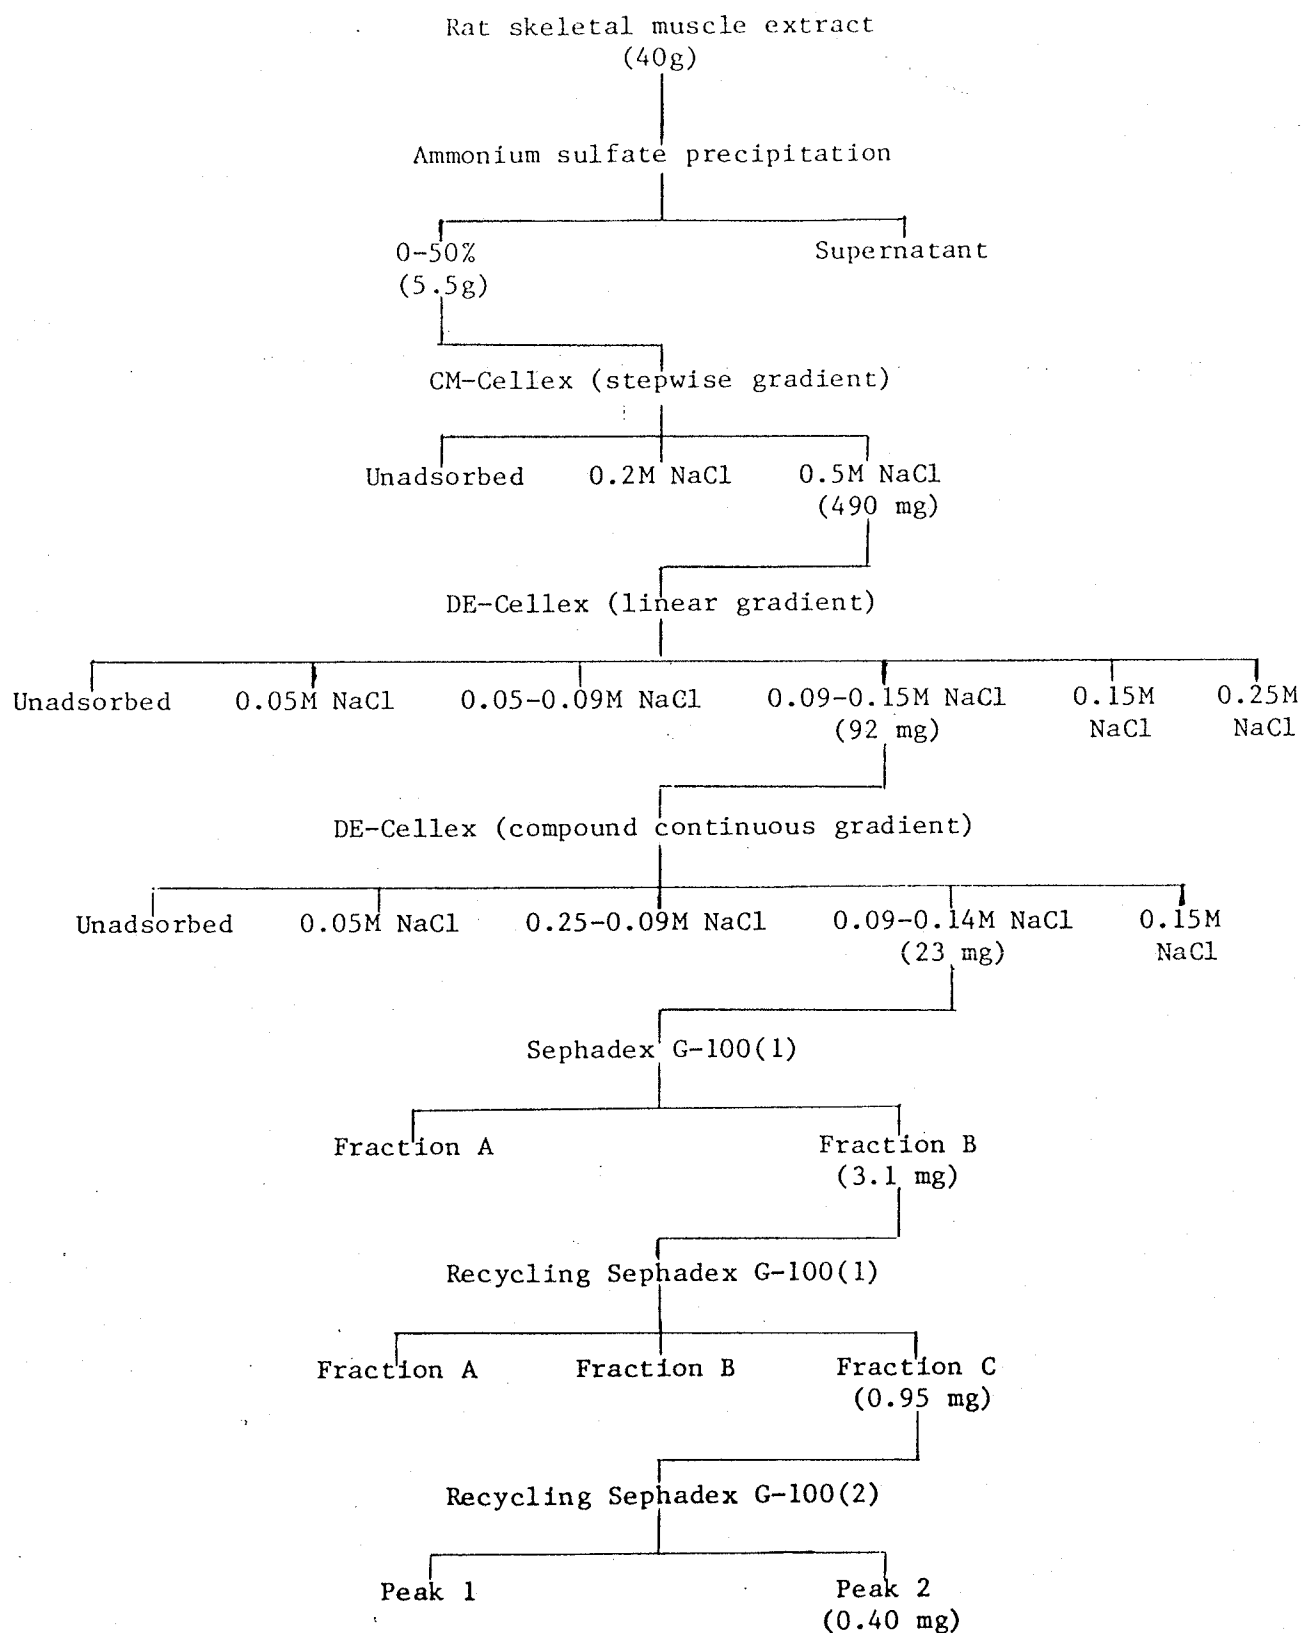 Rat skeletal muscle extract
(40g)
Ammonium sulfate precipitation
0-50% Supernatant
(5.5g)
CM-Cellex (stepwise gradient)
Unadsorbed 0.2M NaCl 0.5M NaCl
(490 mg)
DE-Cellex (linear gradient)
Unadsorbed 0.05M NaCl 0.05-0.09M NaCl 0.09-0.15M NaCl 0.15M 0.25M
(92 mg) NaCl NaCl
DE-Cellex (compound continuous gradient)
Unadsorbed 0.05M NaCl 0.25-0.09M NaCl 0.09-0.14M NaCl 0.15M
(23 mg) NaCl
Sephadex G-100(1)
Fraction A Fraction B
(3.1 mg)
Recycling Sephadex G-100(1)
Fraction A Fraction B Fraction C
(0.95 mg)
Recycling Sephadex G-100(2)
Peak 1 Peak 2
(0.40 mg)